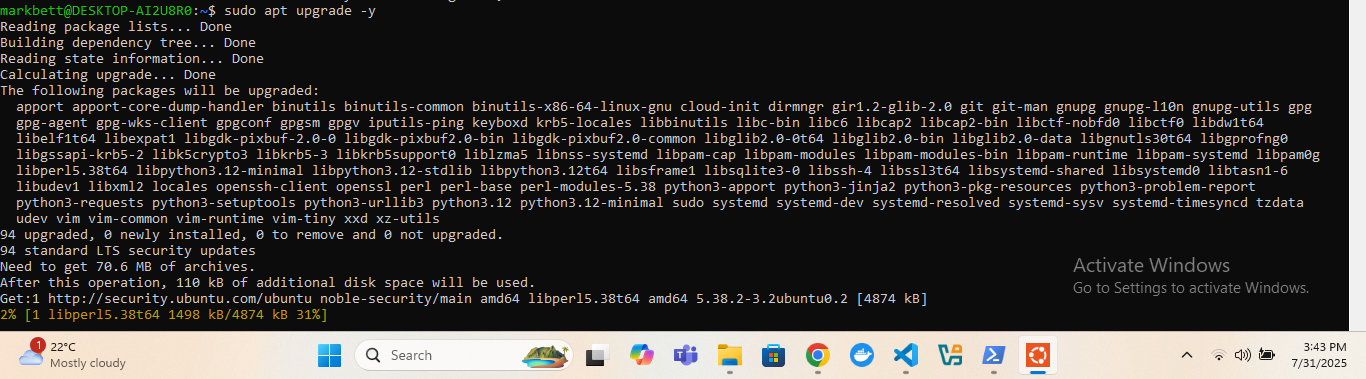 markbett@DESKTOP-AI2U8R0:~$ sudo apt upgrade -y
Reading package lists... Done
Building dependency tree... Done
Reading state information... Done
Calculating upgrade... Done
The following packages will be upgraded:
  apport apport-core-dump-handler binutils binutils-common binutils-x86-64-linux-gnu cloud-init dirmngr gir1.2-glib-2.0 git git-man gnupg gnupg-l10n gnupg-utils gpg
  gpg-agent gpg-wks-client gpgconf gpgsm gpgv iputils-ping keyboxd krb5-locales libbinutils libc-bin libc6 libcap2 libcap2-bin libctf-nobfd0 libctf0 libdw1t64
  libelf1t64 libexpat1 libgdk-pixbuf-2.0-0 libgdk-pixbuf2.0-bin libgdk-pixbuf2.0-common libglib2.0-0t64 libglib2.0-bin libglib2.0-data libgnutls30t64 libgprofng0
  libgssapi-krb5-2 libk5crypto3 libkrb5-3 libkrb5support0 liblzma5 libnss-systemd libpam-cap libpam-modules libpam-modules-bin libpam-runtime libpam-systemd libpam0g
  libperl5.38t64 libpython3.12-minimal libpython3.12-stdlib libpython3.12t64 libsframe1 libsqlite3-0 libssh-4 libssl3t64 libsystemd-shared libsystemd0 libtasn1-6
  libudev1 libxml2 locales openssh-client openssl perl perl-base perl-modules-5.38 python3-apport python3-jinja2 python3-pkg-resources python3-problem-report
  python3-requests python3-setuptools python3-urllib3 python3.12 python3.12-minimal sudo systemd systemd-dev systemd-resolved systemd-sysv systemd-timesyncd tzdata
  udev vim vim-common vim-runtime vim-tiny xxd xz-utils
94 upgraded, 0 newly installed, 0 to remove and 0 not upgraded.
94 standard LTS security updates
Need to get 70.6 MB of archives.
After this operation, 110 kB of additional disk space will be used.
Get:1 http://security.ubuntu.com/ubuntu noble-security/main amd64 libperl5.38t64 amd64 5.38.2-3.2ubuntu0.2 [4874 kB]
2% [1 libperl5.38t64 1498 kB/4874 kB 31%]
Activate Windows
Go to Settings to activate Windows.
1
22°C
Mostly cloudy
Search
3:43 PM
7/31/2025